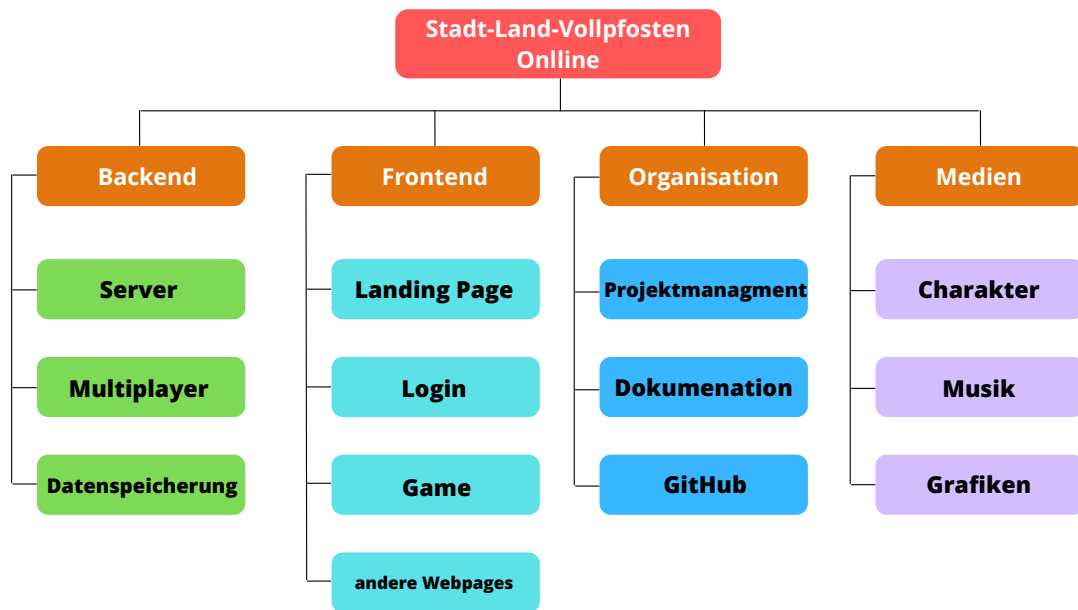 Stadt-Land-Vollpfosten
Onlline
Backend
Frontend
Organisation
Medien
Server
Landing Page
Projektmanagment
Charakter
Multiplayer
Login
Dokumenation
Musik
Datenspeicherung
Game
GitHub
Grafiken
andere Webpages